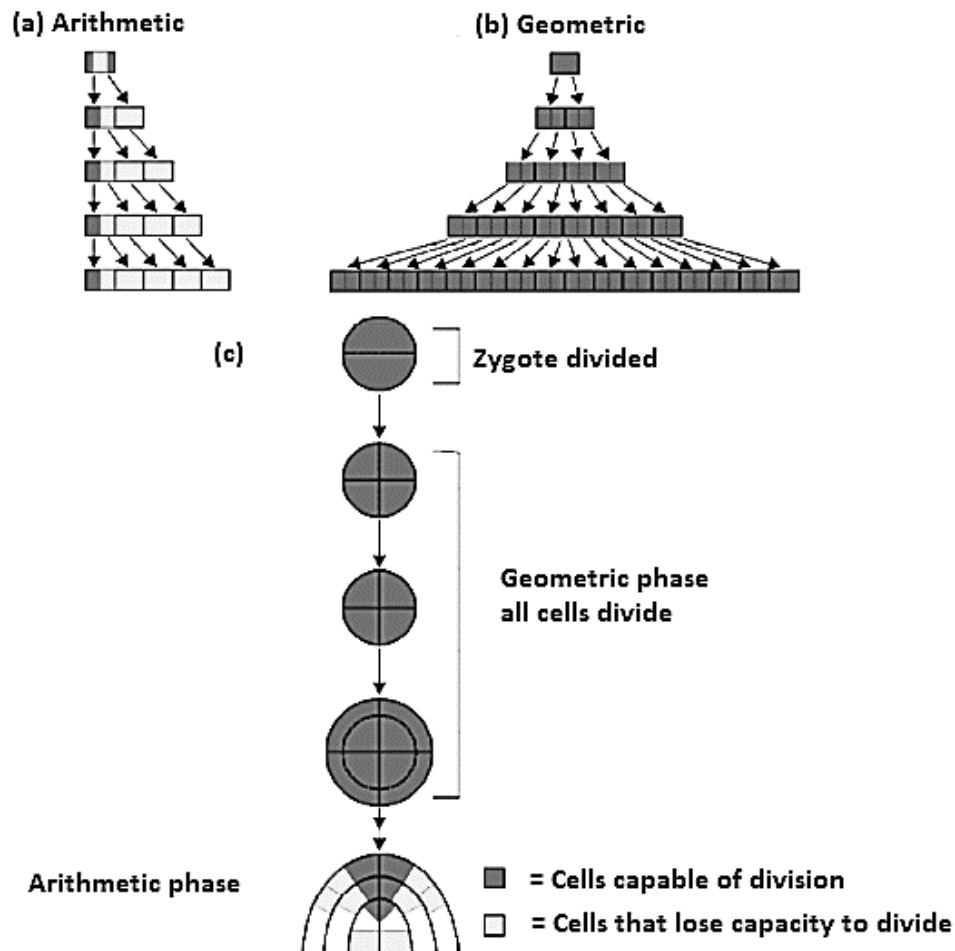 (a) Arithmetic
(b) Geometric
(c)
Zygote divided
Geometric phase
all cells divide
Arithmetic phase
= Cells capable of division
= Cells that lose capacity to divide